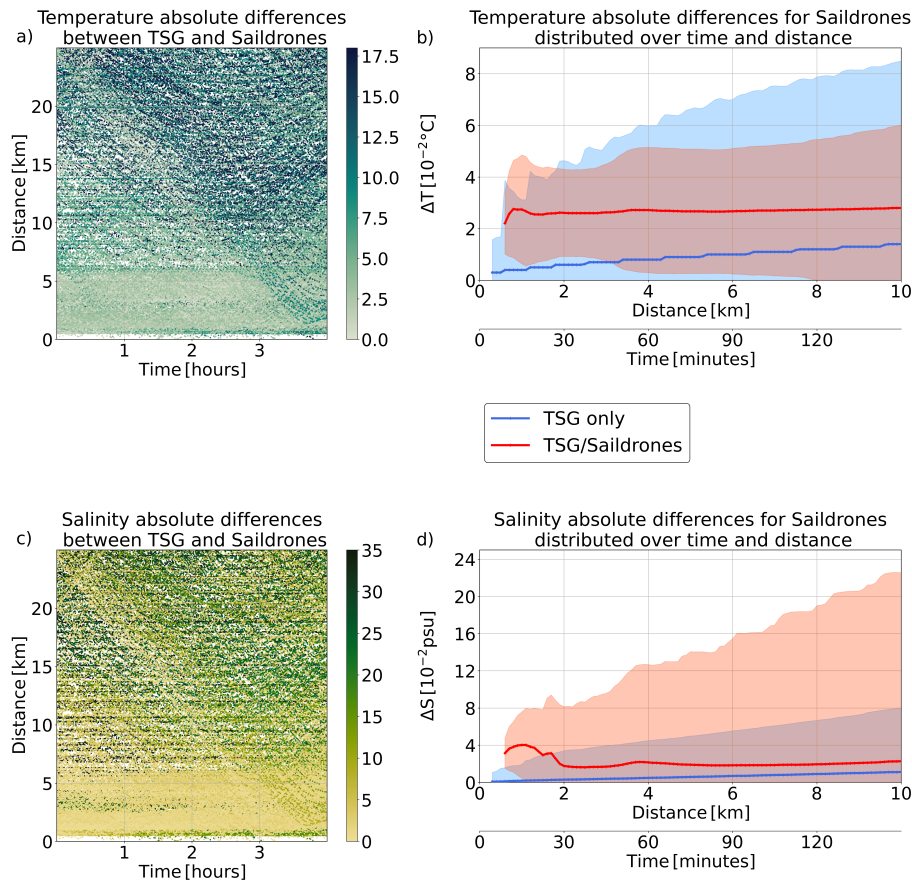 Temperature absolute differences
between TSG and Saildrones
a)
17.5
15.0
12.5
10.0
7.5
5.0
2.5
0.0
20
15
10
5
0
Distance [km]
1 2 3
Time [hours]
Temperature absolute differences for Saildrones
distributed over time and distance
b)
8
6
4
2
0
ΔT [10⁻²°C]
0 2 4 6 8 10
Distance [km]
0 30 60 90 120
Time [minutes]
TSG only
TSG/Saildrones
Salinity absolute differences
between TSG and Saildrones
c)
35
30
25
20
15
10
5
0
20
15
10
5
0
Distance [km]
1 2 3
Time [hours]
Salinity absolute differences for Saildrones
distributed over time and distance
d)
24
20
16
12
8
4
0
ΔS [10⁻²psu]
0 2 4 6 8 10
Distance [km]
0 30 60 90 120
Time [minutes]